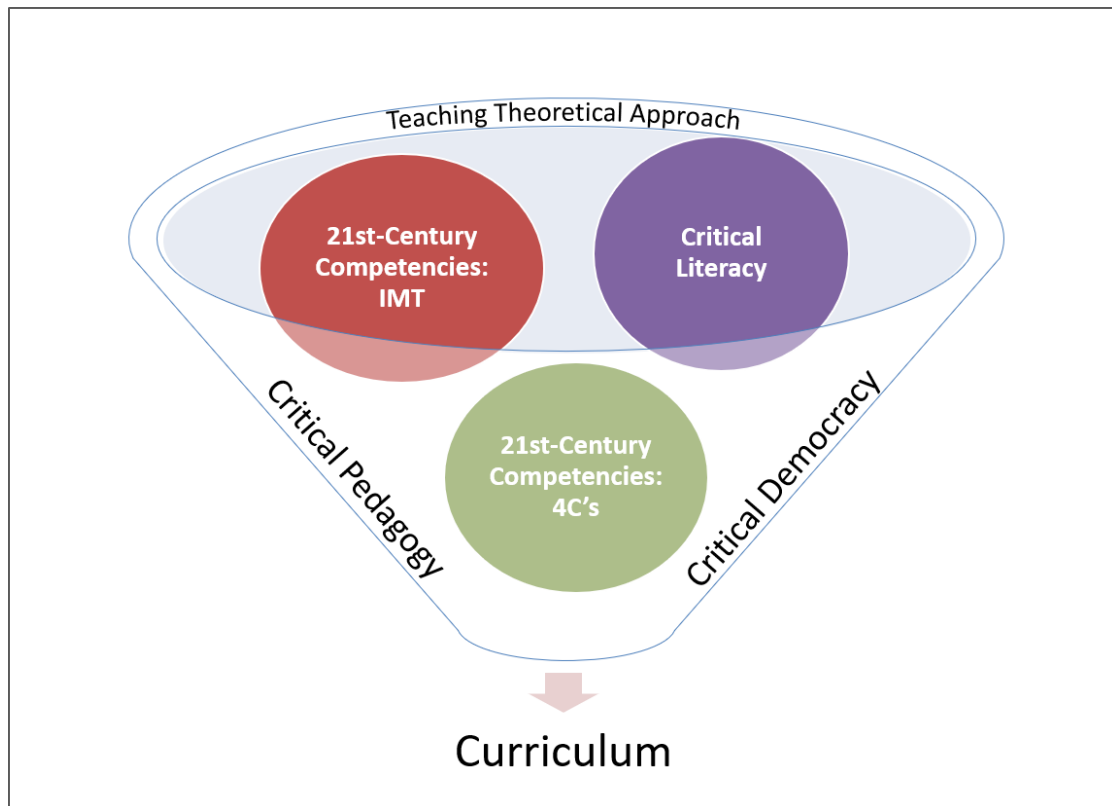 Teaching Theoretical Approach
21st-Century
Competencies:
IMT
Critical
Literacy
21st-Century
Competencies:
4C’s
Critical Pedagogy
Critical Democracy
Curriculum